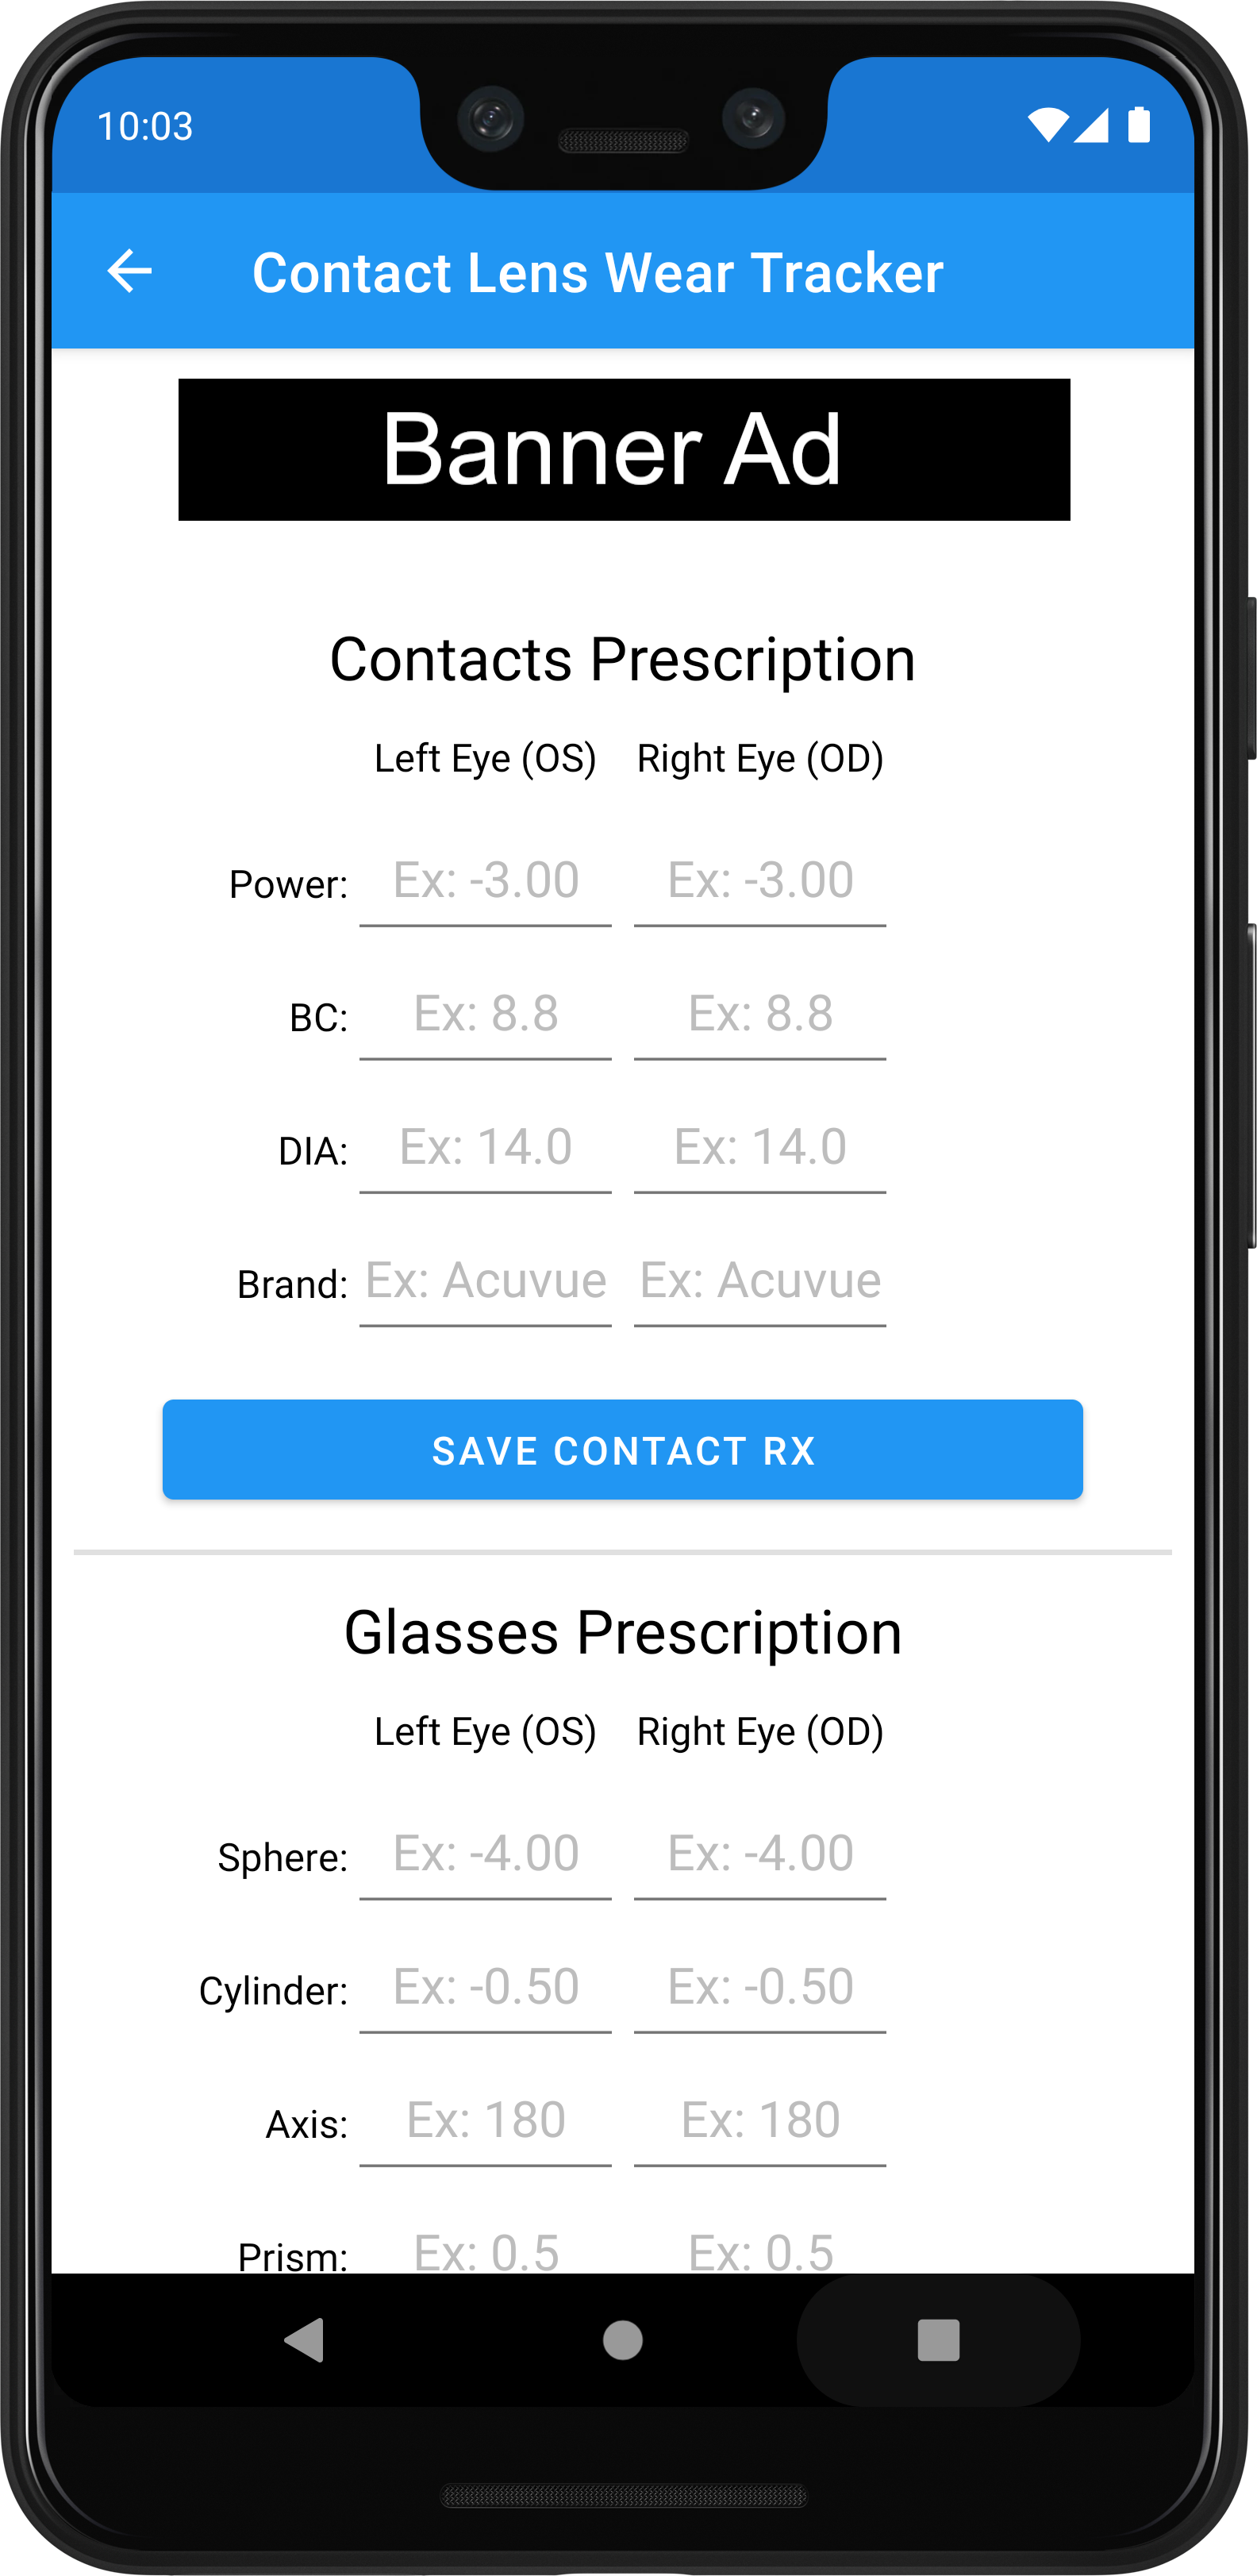 10:03
Contact Lens Wear Tracker
Banner Ad
Contacts Prescription
Left Eye (OS) Right Eye (OD)
Power: Ex: -3.00 Ex: -3.00
BC: Ex: 8.8 Ex: 8.8
DIA: Ex: 14.0 Ex: 14.0
Brand: Ex: Acuvue Ex: Acuvue
SAVE CONTACT RX
Glasses Prescription
Left Eye (OS) Right Eye (OD)
Sphere: Ex: -4.00 Ex: -4.00
Cylinder: Ex: -0.50 Ex: -0.50
Axis: Ex: 180 Ex: 180
Prism: Ex: 0.5 Ex: 0.5